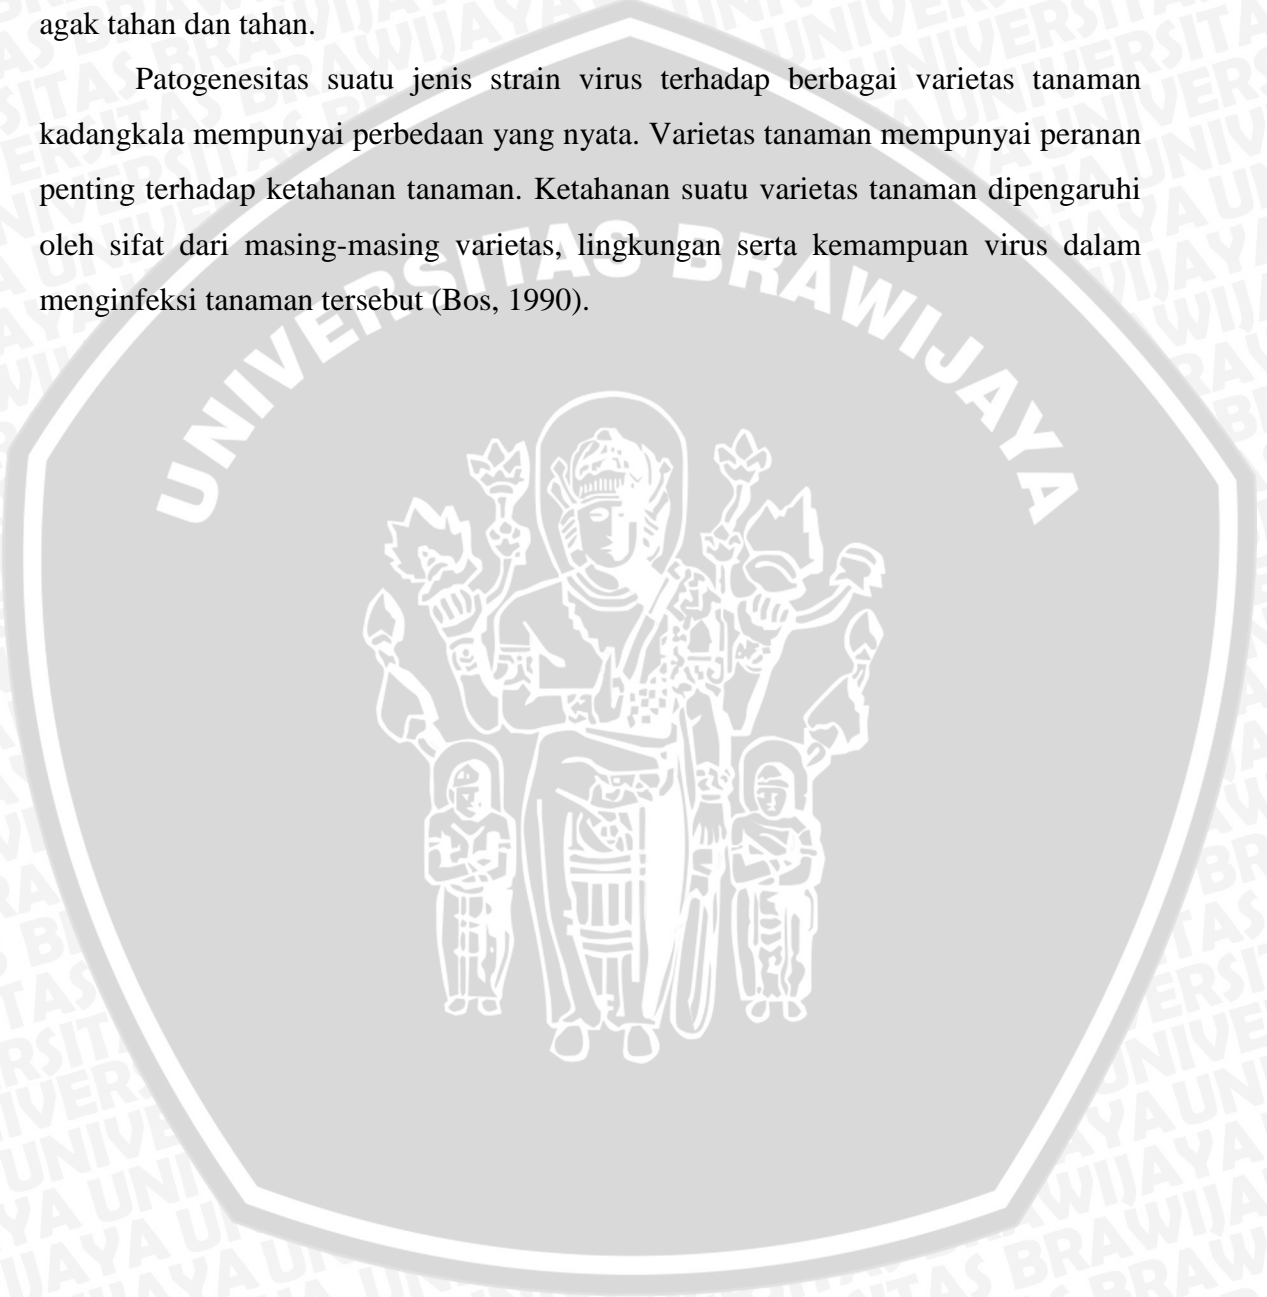 agak tahan dan tahan.
Patogenesitas suatu jenis strain virus terhadap berbagai varietas tanaman
kadangkala mempunyai perbedaan yang nyata. Varietas tanaman mempunyai peranan
penting terhadap ketahanan tanaman. Ketahanan suatu varietas tanaman dipengaruhi
oleh sifat dari masing-masing varietas, lingkungan serta kemampuan virus dalam
menginfeksi tanaman tersebut (Bos, 1990).
UNIVERSITAS BRAWIJAYA